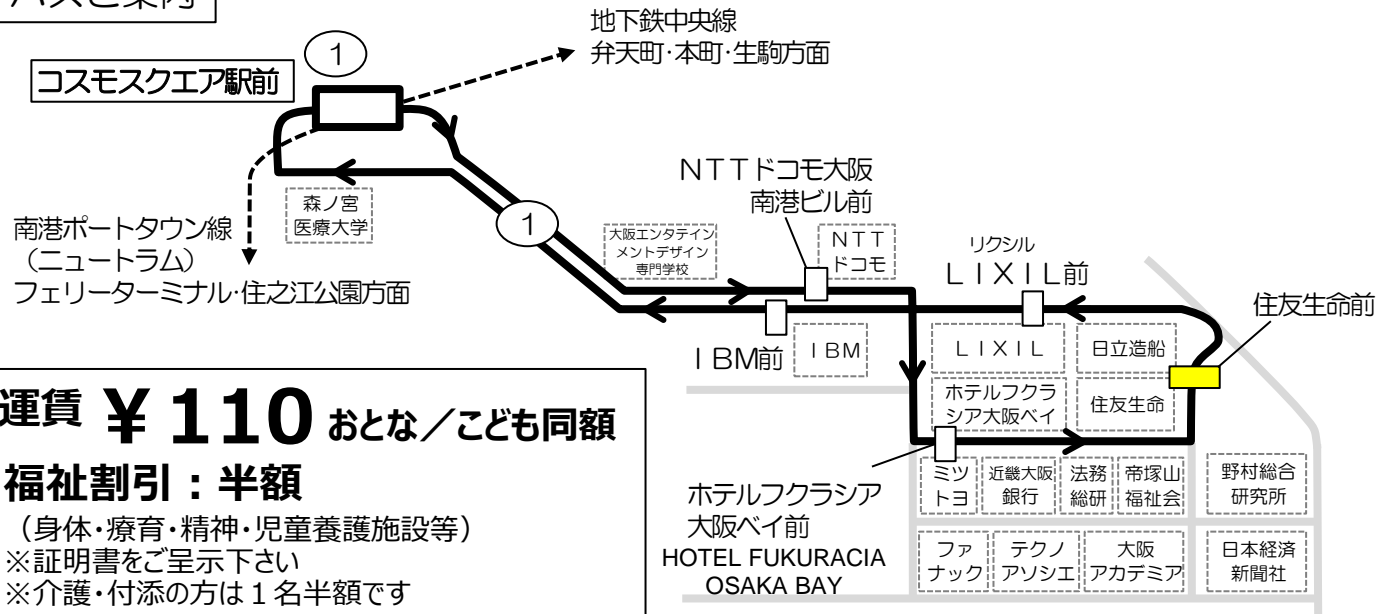 バスご案内
地下鉄中央線
弁天町・本町・生駒方面
①
コスモスクエア駅前
NTTドコモ大阪
南港ビル前
森ノ宮
医療大学
①
大阪エンタテイン
メントデザイン
専門学校
NTT
ドコモ
リクシル
LIXIL前
南港ポートタウン線
（ニュートラム）
フェリーターミナル・住之江公園方面
住友生命前
IBM前
IBM
LIXIL
日立造船
ホテルフクラ
シア大阪ベイ
住友生命
運賃 ¥110 おとな／こども同額
福祉割引：半額
（身体・療育・精神・児童養護施設等）
※証明書をご呈示下さい
※介護・付添の方は1名半額です
ホテルフクラシア
大阪ベイ前
HOTEL FUKURACIA
OSAKA BAY
ミツ
トヨ
近畿大阪
銀行
法務
総研
帝塚山
福祉会
野村総合
研究所
ファ
ナック
テクノ
アソシエ
大阪
アカデミア
日本経済
新聞社